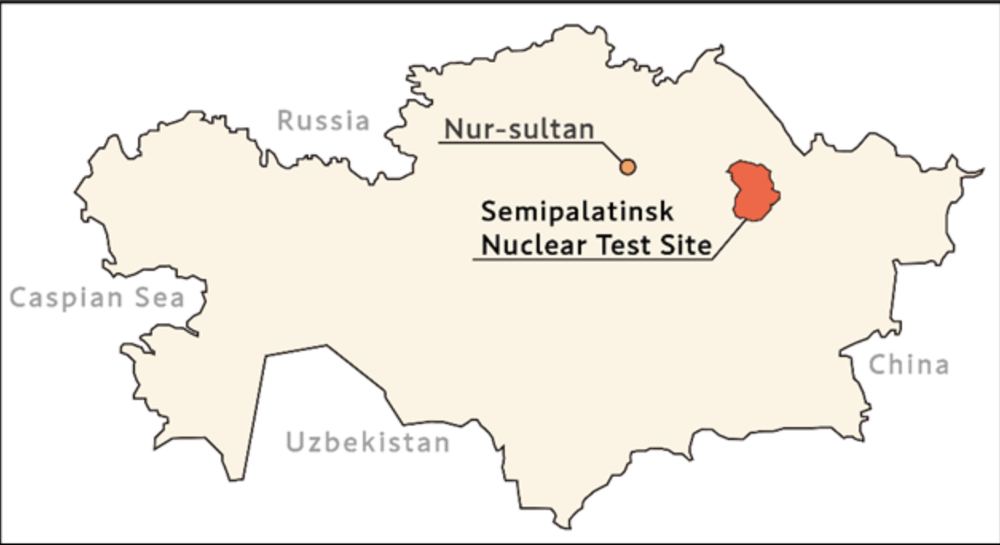 Russia
Nur-sultan
Semipalatinsk
Nuclear Test Site
Caspian Sea
China
Uzbekistan